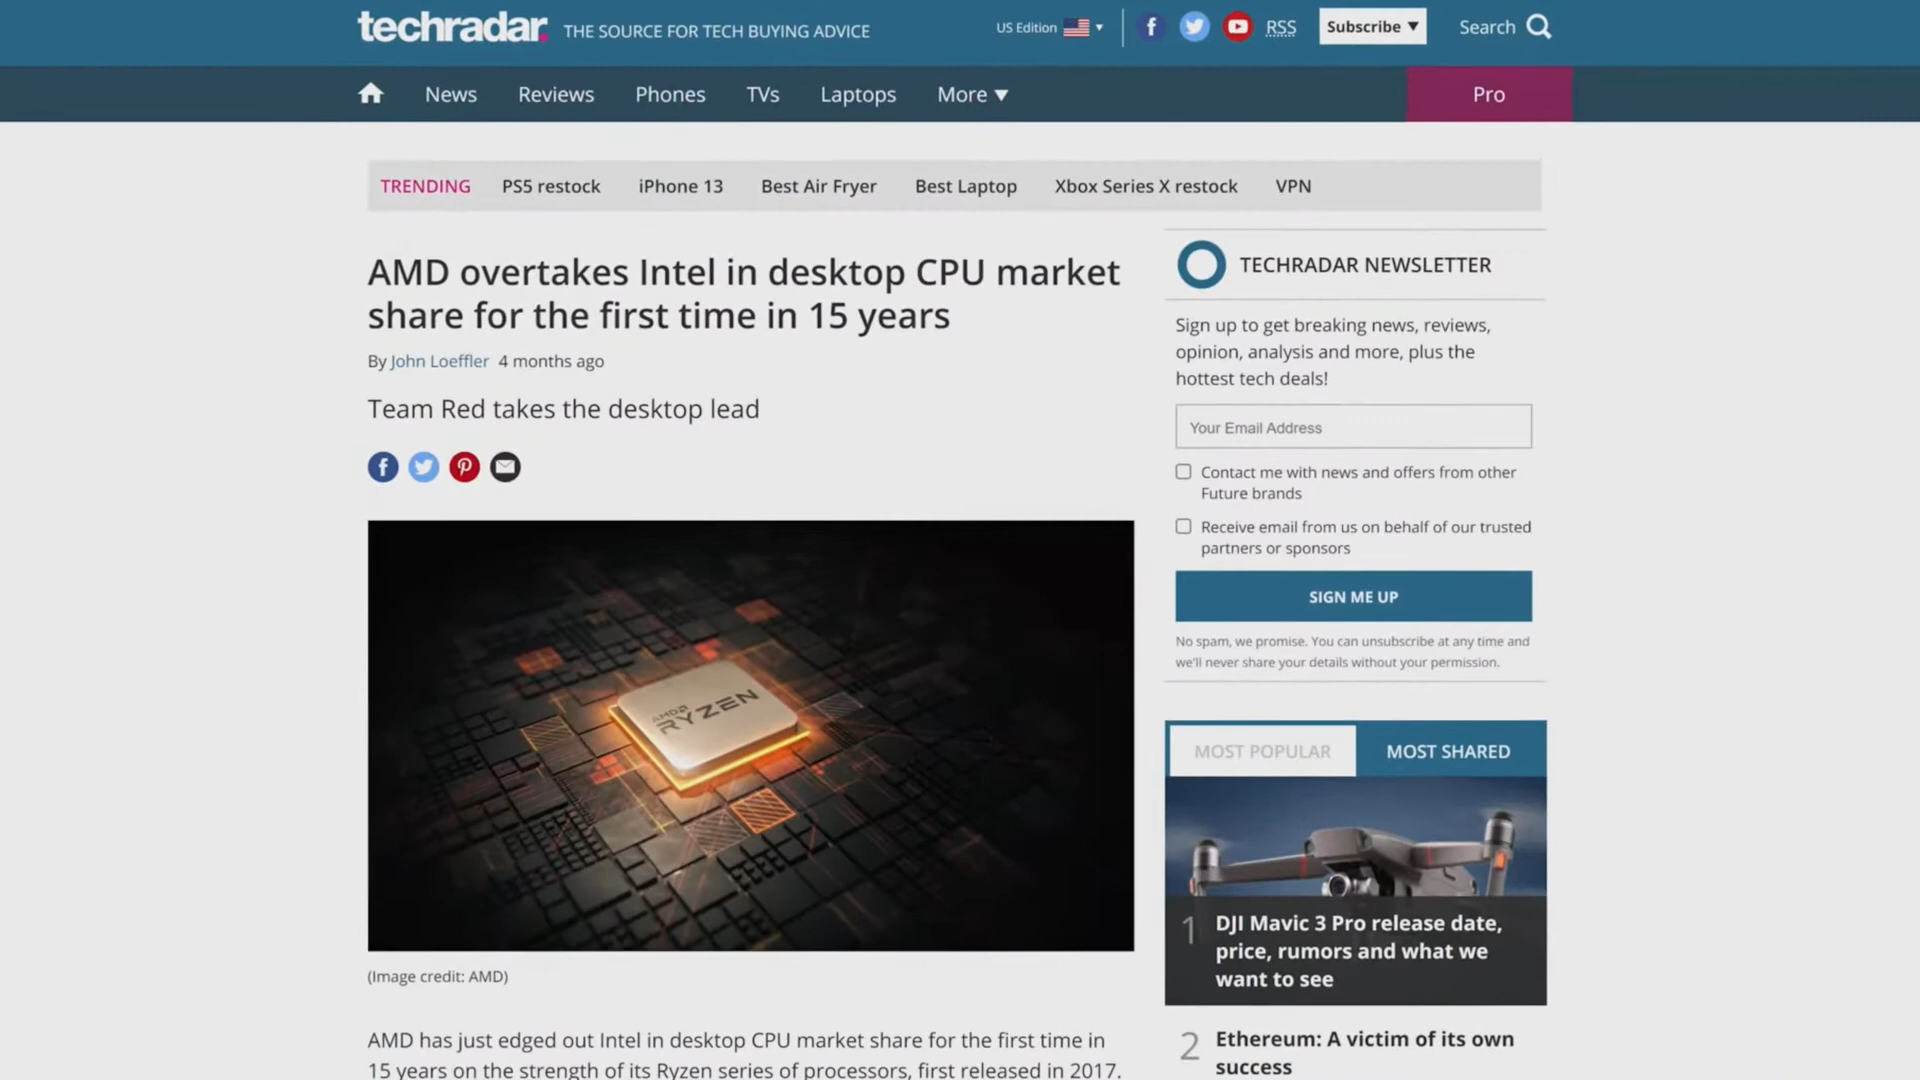 techradar. THE SOURCE FOR TECH BUYING ADVICE
US Edition
RSS
Subscribe ▼
Search
News
Reviews
Phones
TVs
Laptops
More ▼
Pro
TRENDING
PS5 restock
iPhone 13
Best Air Fryer
Best Laptop
Xbox Series X restock
VPN
AMD overtakes Intel in desktop CPU market
share for the first time in 15 years
By John Loeffler 4 months ago
Team Red takes the desktop lead
AMD
RYZEN
(Image credit: AMD)
AMD has just edged out Intel in desktop CPU market share for the first time in
15 years on the strength of its Ryzen series of processors, first released in 2017.
TECHRADAR NEWSLETTER
Sign up to get breaking news, reviews,
opinion, analysis and more, plus the
hottest tech deals!
Your Email Address
Contact me with news and offers from other
Future brands
Receive email from us on behalf of our trusted
partners or sponsors
SIGN ME UP
No spam, we promise. You can unsubscribe at any time and
we'll never share your details without your permission.
MOST POPULAR
MOST SHARED
1 DJI Mavic 3 Pro release date,
price, rumors and what we
want to see
2 Ethereum: A victim of its own
success